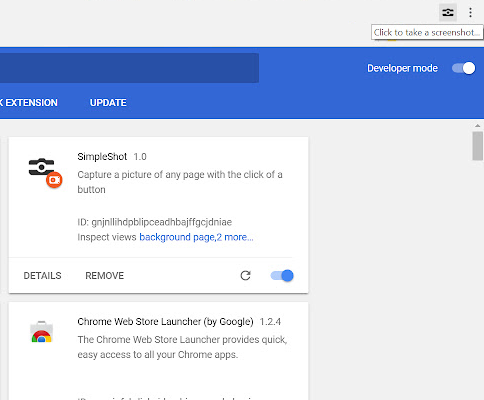 Click to take a screenshot...
Developer mode
EXTENSION
UPDATE
SimpleShot 1.0
Capture a picture of any page with the click of a
button
ID: gnjnllihdpblipceadhbajffgcjdniae
Inspect views background page,2 more...
DETAILS
REMOVE
Chrome Web Store Launcher (by Google) 1.2.4
The Chrome Web Store Launcher provides quick,
easy access to all your Chrome apps.